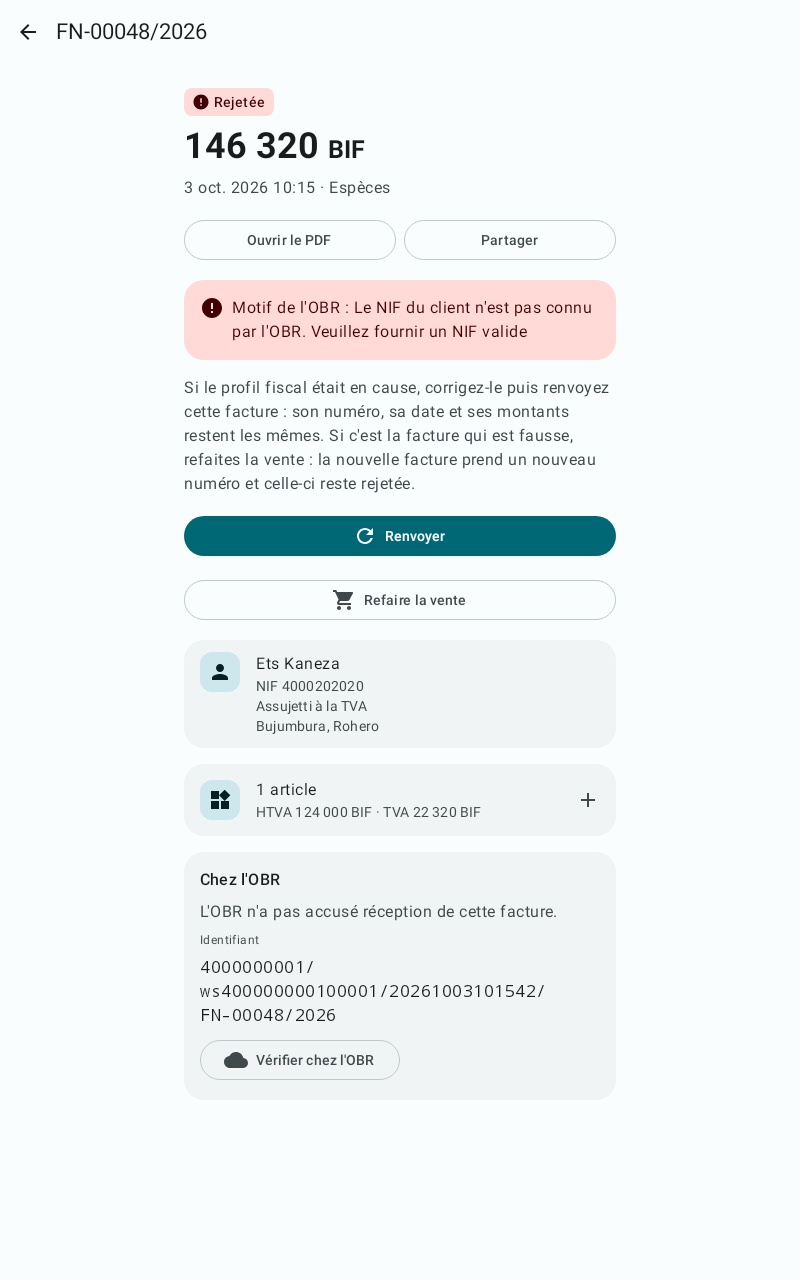 FN-00048/2026
Rejetée
146 320 BIF
3 oct. 2026 10:15 · Espèces
Ouvrir le PDF
Partager
Motif de l'OBR : Le NIF du client n'est pas connu
par l'OBR. Veuillez fournir un NIF valide
Si le profil fiscal était en cause, corrigez-le puis renvoyez
cette facture : son numéro, sa date et ses montants
restent les mêmes. Si c'est la facture qui est fausse,
refaites la vente : la nouvelle facture prend un nouveau
numéro et celle-ci reste rejetée.
Renvoyer
Refaire la vente
Ets Kaneza
NIF 4000202020
Assujetti à la TVA
Bujumbura, Rohero
1 article
HTVA 124 000 BIF · TVA 22 320 BIF
Chez l'OBR
L'OBR n'a pas accusé réception de cette facture.
Identifiant
4000000001/
ws400000000100001/20261003101542/
FN-00048/2026
Vérifier chez l'OBR